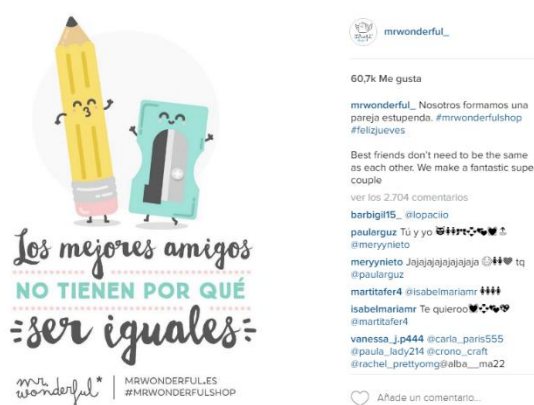 Los mejores amigos
NO TIENEN POR QUÉ
ser iguales
mr. wonderful*
MRWONDERFUL.ES
#MRWONDERFULSHOP
mrwonderful_
60,7k Me gusta
mrwonderful_ Nosotros formamos una
pareja estupenda. #mrwonderfulshop
#felizjueves
Best friends don't need to be the same
as each other. We make a fantastic supe
couple
ver los 2.704 comentarios
barbigil15_ @lopaciio
paularguz Tú y yo
@meryynieto
meryynieto Jajajajajajajaja tq
@paularguz
martitafer4 @isabelmariamr
isabelmariamr Te quieroo
@martitafer4
vanessa_j.p444 @carla_paris555
@paula_lady214 @crono_craft
@rachel_prettyomg@alba__ma22
Añade un comentario...